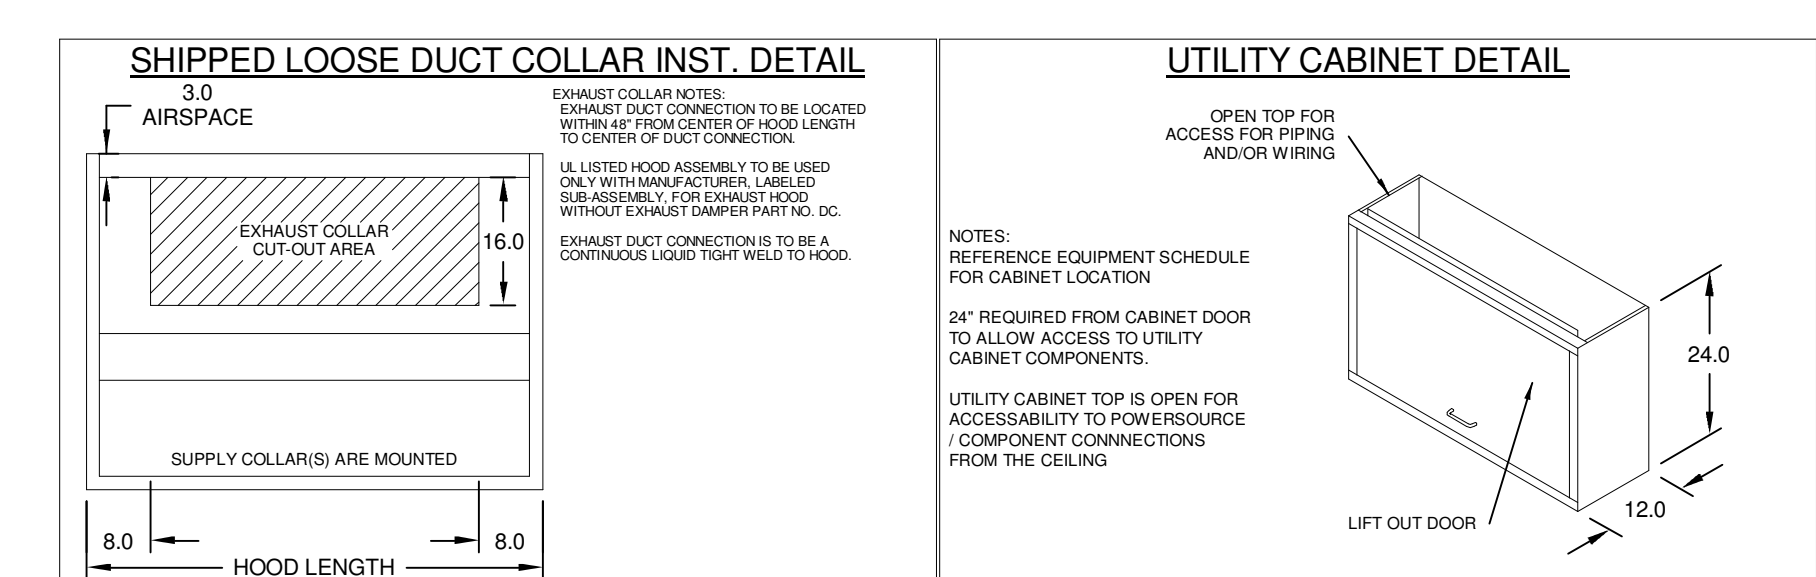 SHIPPED LOOSE DUCT COLLAR INST. DETAIL
3.0
AIRSPACE
EXHAUST COLLAR NOTES:
EXHAUST DUCT CONNECTION TO BE LOCATED
WITHIN 48" FROM CENTER OF HOOD LENGTH
TO CENTER OF DUCT CONNECTION.
UL LISTED HOOD ASSEMBLY TO BE USED
ONLY WITH MANUFACTURER, LABELED
SUB-ASSEMBLY, FOR EXHAUST HOOD
WITHOUT EXHAUST DAMPER PART NO. DC.
EXHAUST DUCT CONNECTION IS TO BE A
CONTINUOUS LIQUID TIGHT WELD TO HOOD.
EXHAUST COLLAR
CUT-OUT AREA
16.0
SUPPLY COLLAR(S) ARE MOUNTED
8.0
8.0
HOOD LENGTH
UTILITY CABINET DETAIL
OPEN TOP FOR
ACCESS FOR PIPING
AND/OR WIRING
NOTES:
REFERENCE EQUIPMENT SCHEDULE
FOR CABINET LOCATION
24" REQUIRED FROM CABINET DOOR
TO ALLOW ACCESS TO UTILITY
CABINET COMPONENTS.
UTILITY CABINET TOP IS OPEN FOR
ACCESSABILITY TO POWERSOURCE
/ COMPONENT CONNNECTIONS
FROM THE CEILING
24.0
12.0
LIFT OUT DOOR